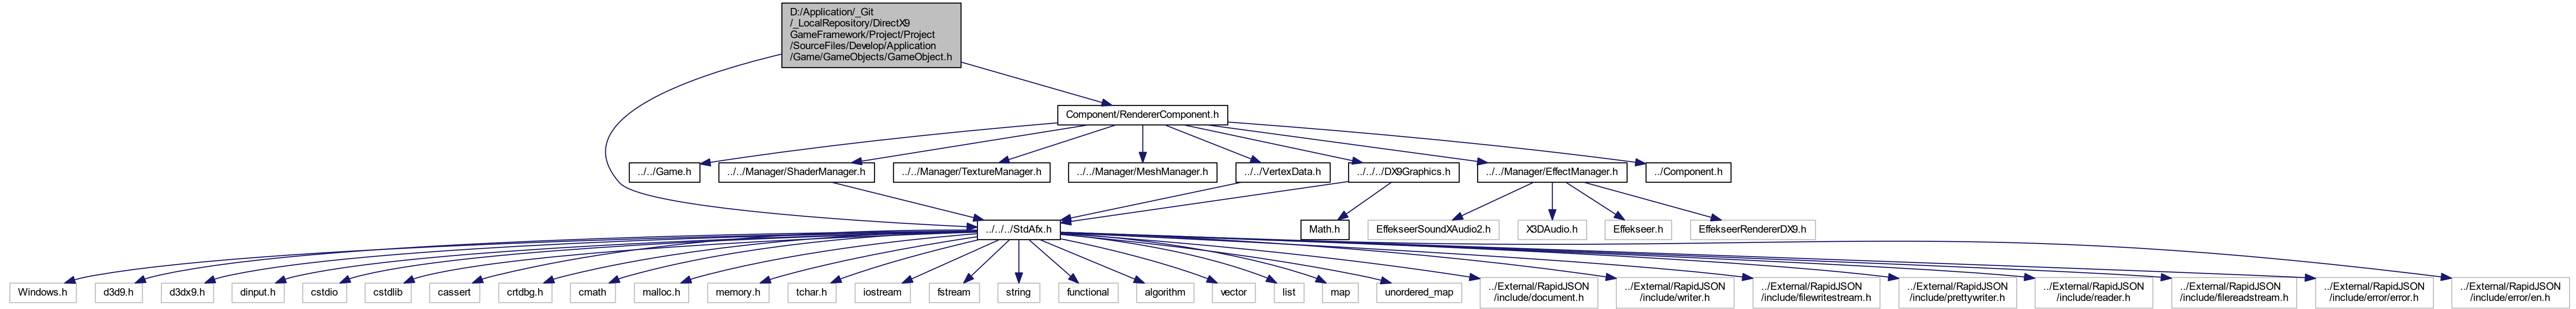 D:/Application/_Git
/_LocalRepository/DirectX9
GameFramework/Project/Project
/SourceFiles/Develop/Application
/Game/GameObjects/GameObject.h
Component/RendererComponent.h
../../Game.h
../../Manager/ShaderManager.h
../../Manager/TextureManager.h
../../Manager/MeshManager.h
../../VertexData.h
../../../DX9Graphics.h
../../Manager/EffectManager.h
../Component.h
../../../StdAfx.h
Math.h
EffekseerSoundXAudio2.h
X3DAudio.h
Effekseer.h
EffekseerRendererDX9.h
Windows.h
d3d9.h
d3dx9.h
dinput.h
cstdio
cstdlib
cassert
crtdbg.h
cmath
malloc.h
memory.h
tchar.h
iostream
fstream
string
functional
algorithm
vector
list
map
unordered_map
../External/RapidJSON
/include/document.h
../External/RapidJSON
/include/writer.h
../External/RapidJSON
/include/filewritestream.h
../External/RapidJSON
/include/prettywriter.h
../External/RapidJSON
/include/reader.h
../External/RapidJSON
/include/filereadstream.h
../External/RapidJSON
/include/error/error.h
../External/RapidJSON
/include/error/en.h